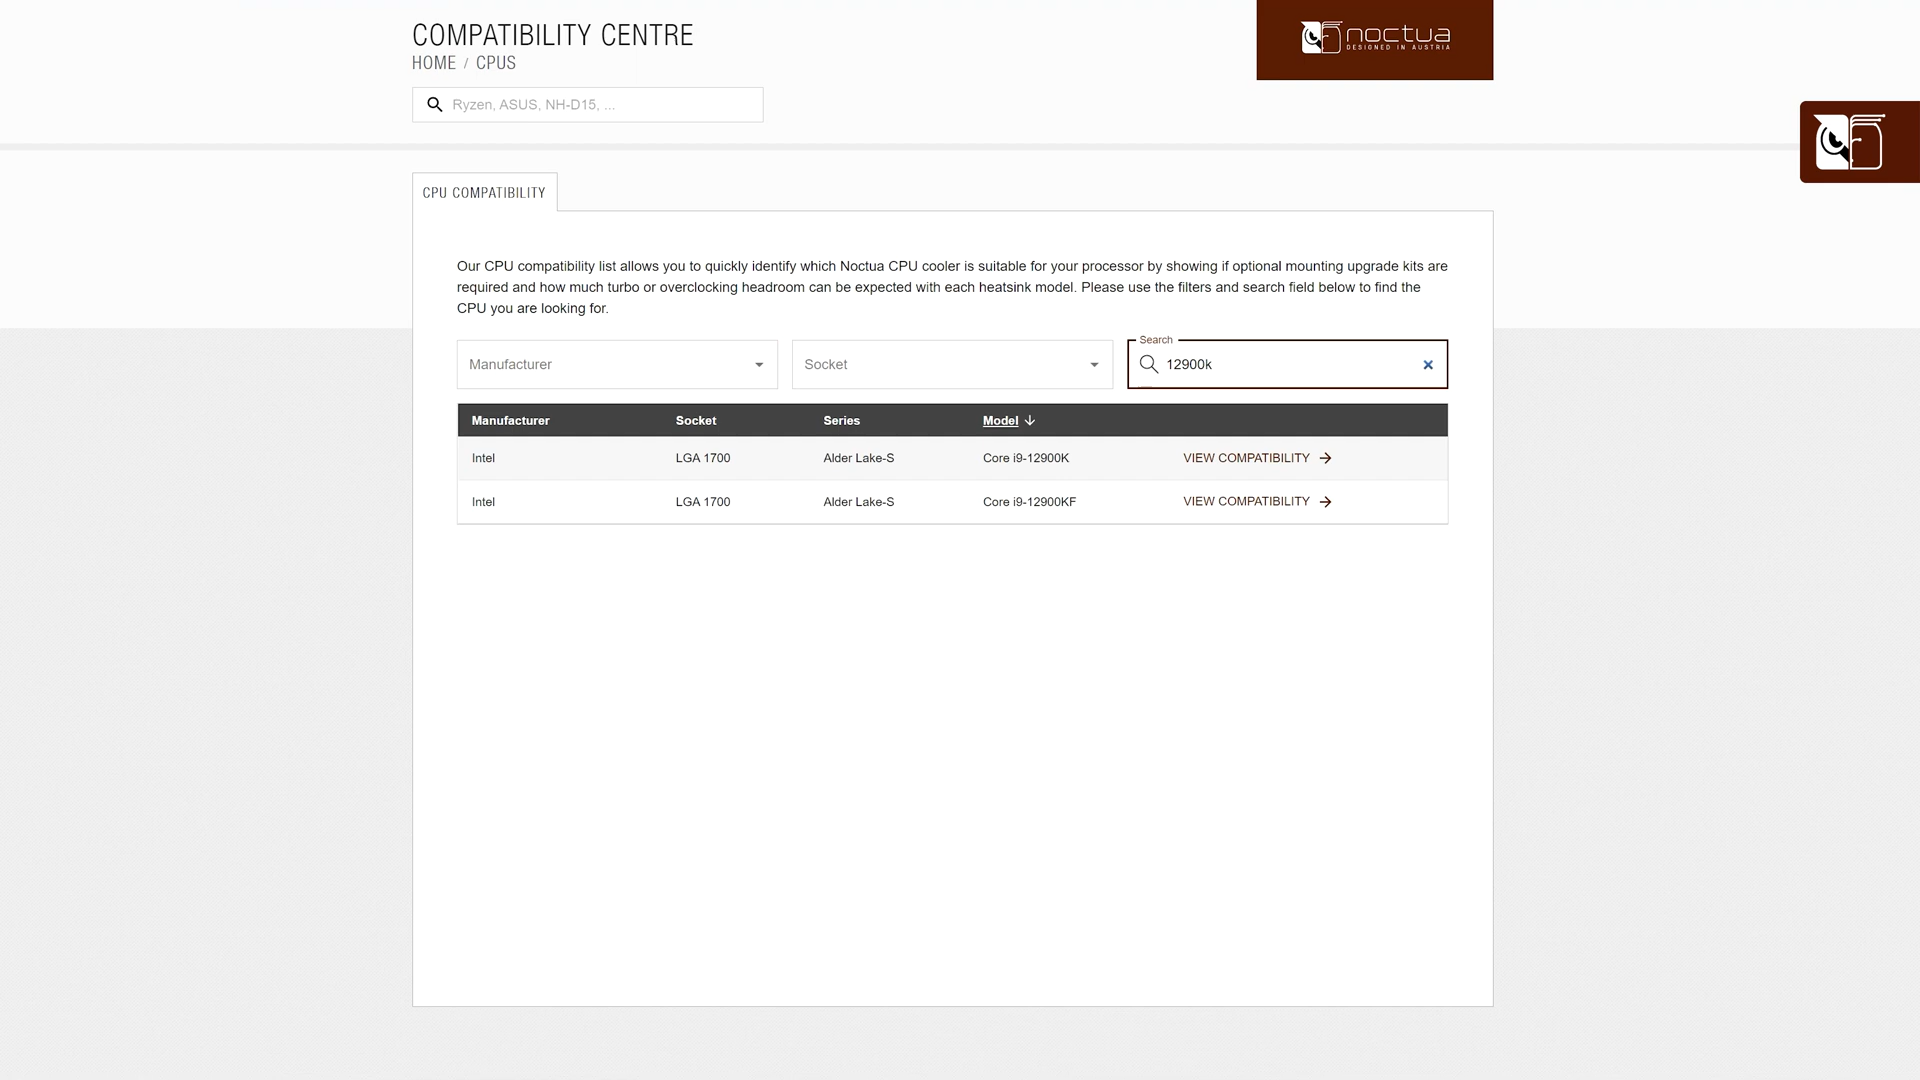 COMPATIBILITY CENTRE
noctua
DESIGNED IN AUSTRIA
HOME / CPUS
Ryzen, ASUS, NH-D15, ...
CPU COMPATIBILITY
Our CPU compatibility list allows you to quickly identify which Noctua CPU cooler is suitable for your processor by showing if optional mounting upgrade kits are
required and how much turbo or overclocking headroom can be expected with each heatsink model. Please use the filters and search field below to find the
CPU you are looking for.
Manufacturer Socket Search 12900k
Manufacturer Socket Series Model
Intel LGA 1700 Alder Lake-S Core i9-12900K VIEW COMPATIBILITY
Intel LGA 1700 Alder Lake-S Core i9-12900KF VIEW COMPATIBILITY